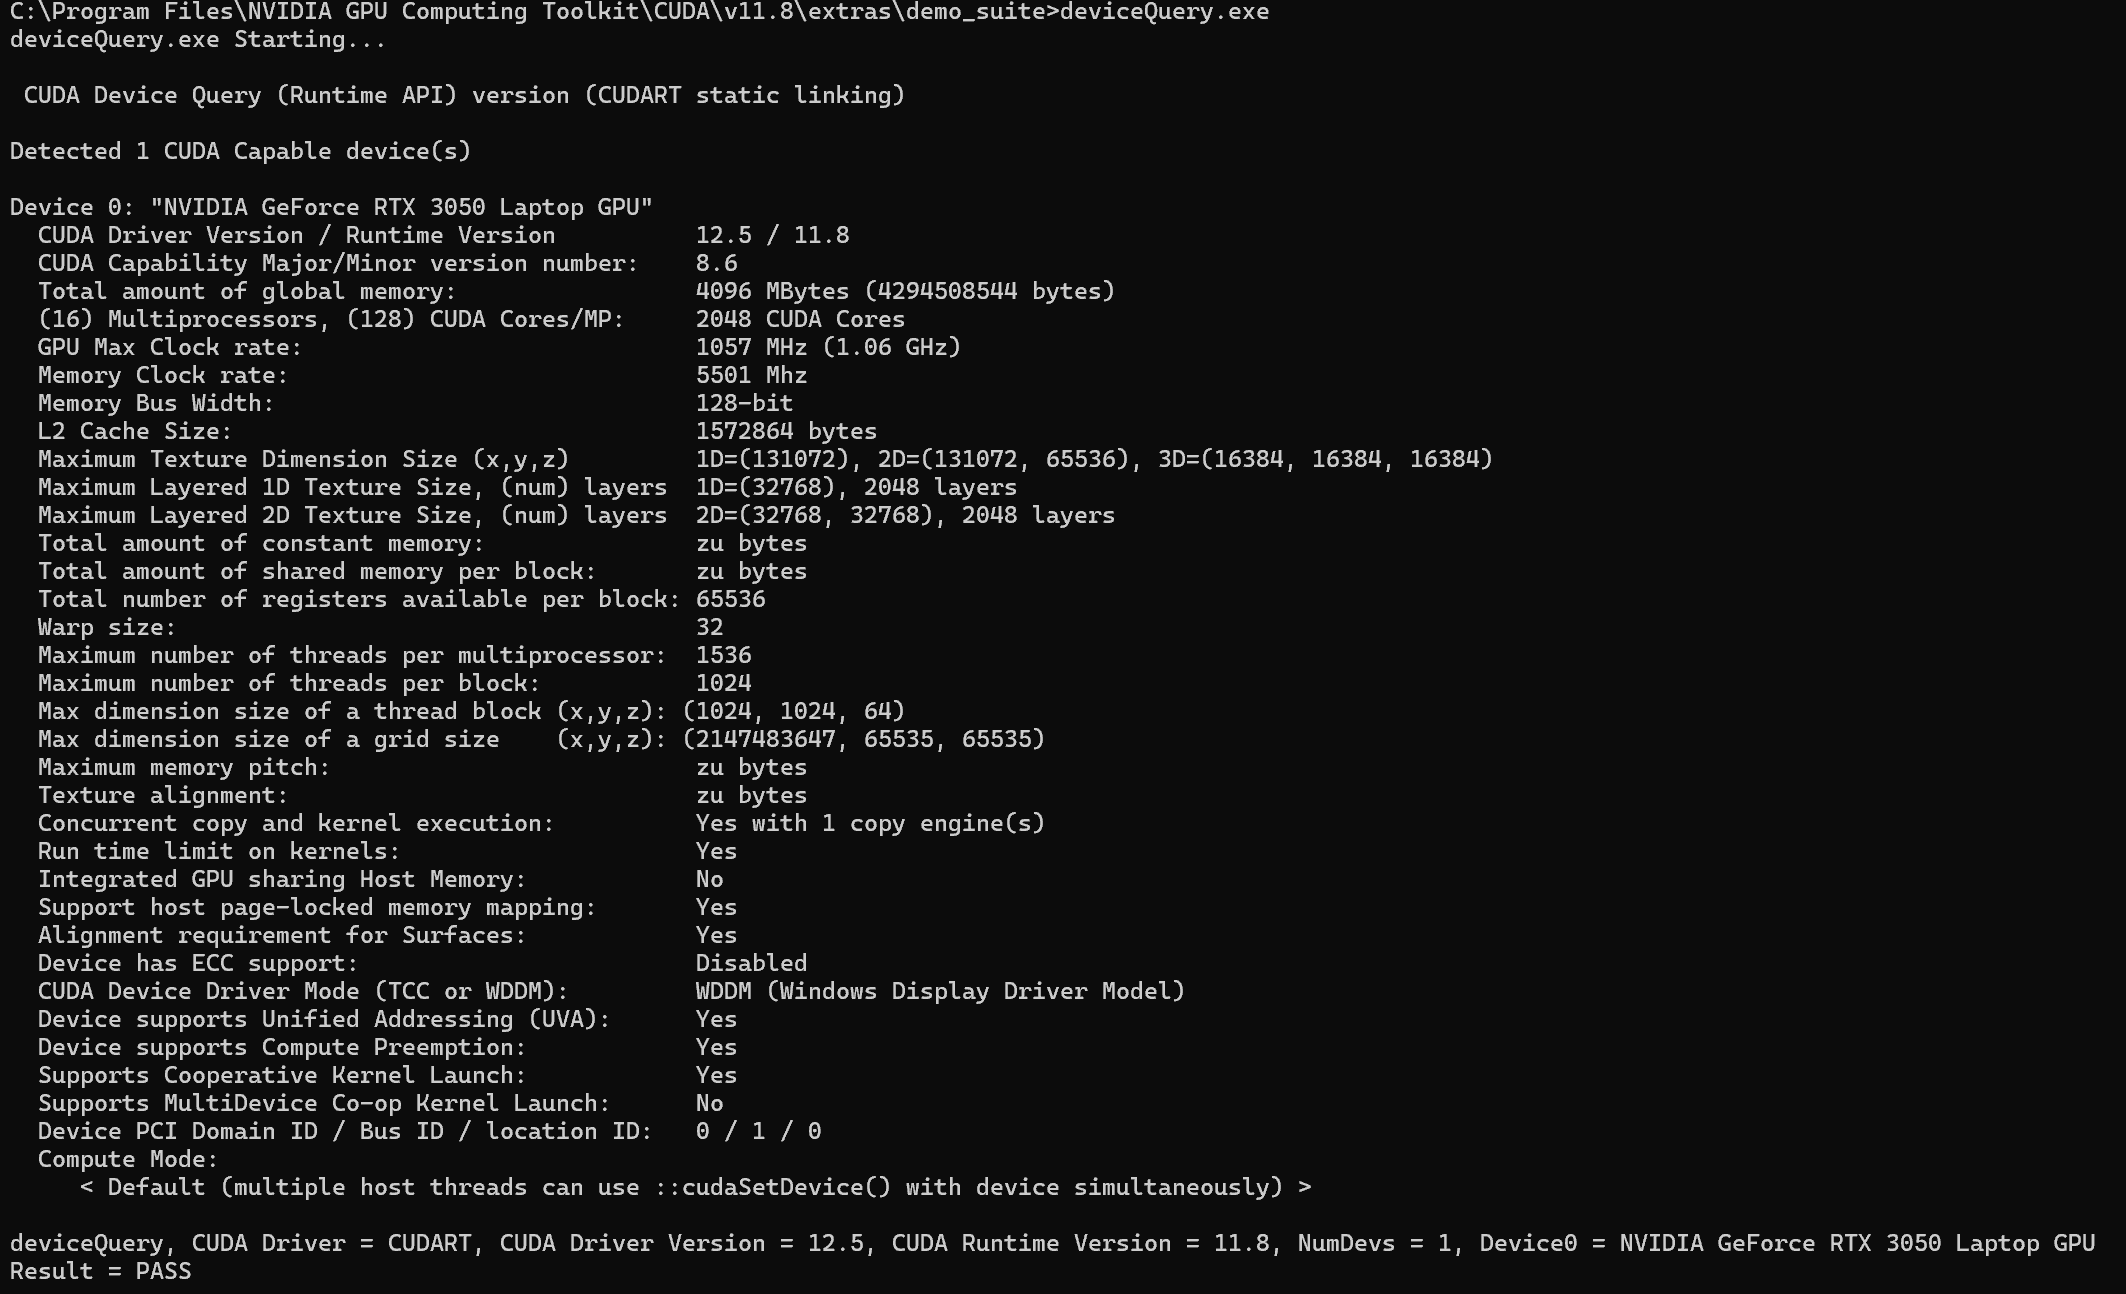 C:\Program Files\NVIDIA GPU Computing Toolkit\CUDA\v11.8\extras\demo_suite>deviceQuery.exe
deviceQuery.exe Starting...

 CUDA Device Query (Runtime API) version (CUDART static linking)

Detected 1 CUDA Capable device(s)

Device 0: "NVIDIA GeForce RTX 3050 Laptop GPU"
  CUDA Driver Version / Runtime Version          12.5 / 11.8
  CUDA Capability Major/Minor version number:    8.6
  Total amount of global memory:                 4096 MBytes (4294508544 bytes)
  (16) Multiprocessors, (128) CUDA Cores/MP:     2048 CUDA Cores
  GPU Max Clock rate:                            1057 MHz (1.06 GHz)
  Memory Clock rate:                             5501 Mhz
  Memory Bus Width:                              128-bit
  L2 Cache Size:                                 1572864 bytes
  Maximum Texture Dimension Size (x,y,z)         1D=(131072), 2D=(131072, 65536), 3D=(16384, 16384, 16384)
  Maximum Layered 1D Texture Size, (num) layers  1D=(32768), 2048 layers
  Maximum Layered 2D Texture Size, (num) layers  2D=(32768, 32768), 2048 layers
  Total amount of constant memory:               zu bytes
  Total amount of shared memory per block:       zu bytes
  Total number of registers available per block: 65536
  Warp size:                                     32
  Maximum number of threads per multiprocessor:  1536
  Maximum number of threads per block:           1024
  Max dimension size of a thread block (x,y,z): (1024, 1024, 64)
  Max dimension size of a grid size    (x,y,z): (2147483647, 65535, 65535)
  Maximum memory pitch:                          zu bytes
  Texture alignment:                             zu bytes
  Concurrent copy and kernel execution:          Yes with 1 copy engine(s)
  Run time limit on kernels:                     Yes
  Integrated GPU sharing Host Memory:            No
  Support host page-locked memory mapping:       Yes
  Alignment requirement for Surfaces:            Yes
  Device has ECC support:                        Disabled
  CUDA Device Driver Mode (TCC or WDDM):         WDDM (Windows Display Driver Model)
  Device supports Unified Addressing (UVA):      Yes
  Device supports Compute Preemption:            Yes
  Supports Cooperative Kernel Launch:            Yes
  Supports MultiDevice Co-op Kernel Launch:      No
  Device PCI Domain ID / Bus ID / location ID:   0 / 1 / 0
  Compute Mode:
     < Default (multiple host threads can use ::cudaSetDevice() with device simultaneously) >

deviceQuery, CUDA Driver = CUDART, CUDA Driver Version = 12.5, CUDA Runtime Version = 11.8, NumDevs = 1, Device0 = NVIDIA GeForce RTX 3050 Laptop GPU
Result = PASS